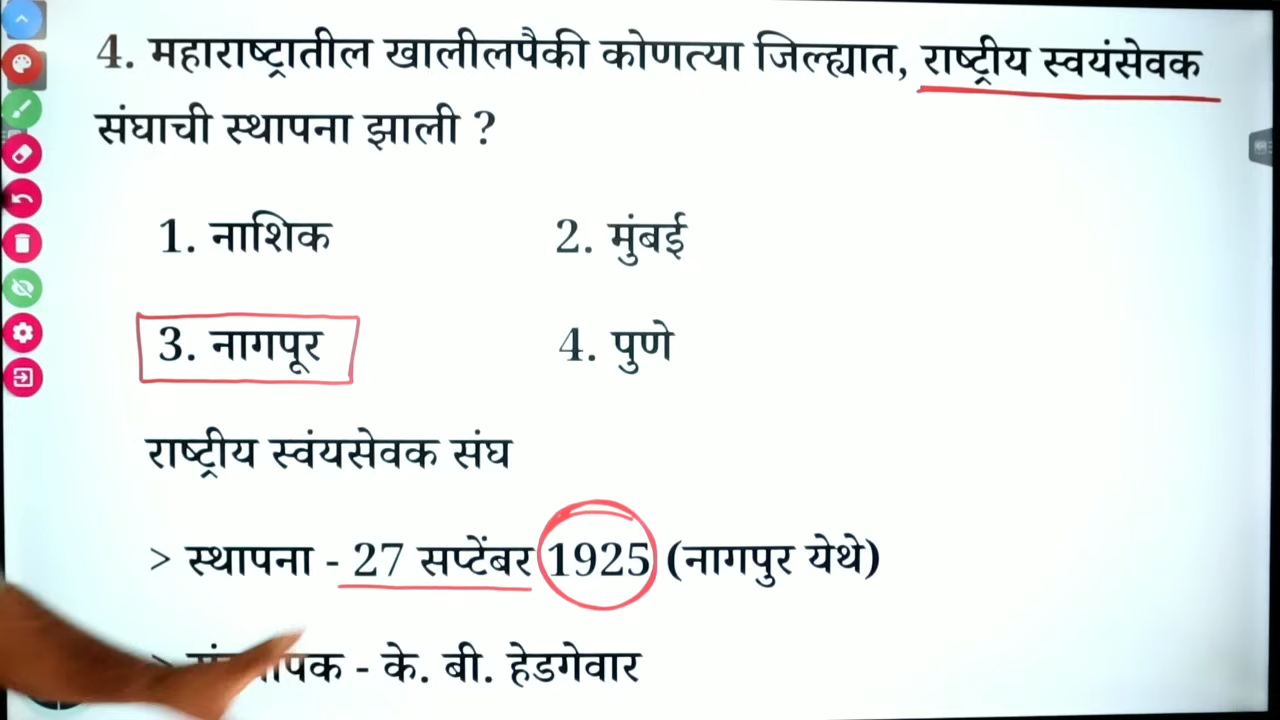 4. महाराष्ट्रातील खालीलपैकी कोणत्या जिल्ह्यात, राष्ट्रीय स्वयंसेवक
संघाची स्थापना झाली ?
1. नाशिक 2. मुंबई
3. नागपूर 4. पुणे
राष्ट्रीय स्वंयसेवक संघ
> स्थापना - 27 सप्टेंबर 1925 (नागपुर येथे)
> - के. बी. हेडगेवार